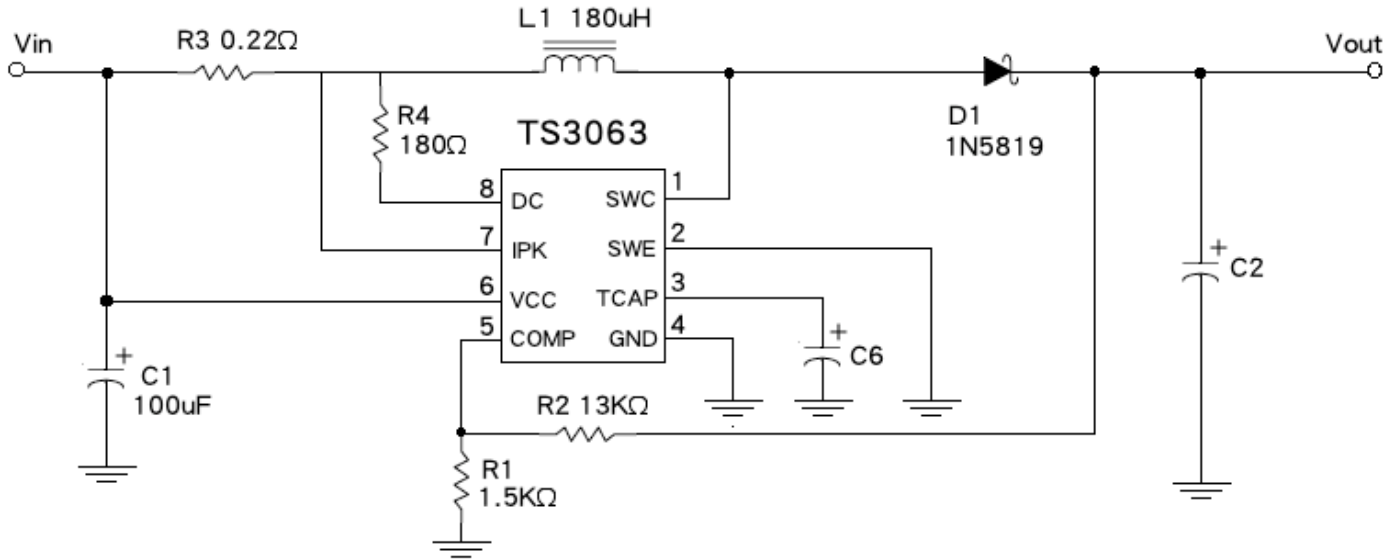 L1 180uH
Vin
R3 0.22Ω
Vout
R4
180Ω
TS3063
D1
1N5819
8
DC
SWC
1
7
IPK
SWE
2
+
C2
6
VCC
TCAP
3
5
COMP
GND
4
+
C6
+
C1
100uF
R2 13KΩ
R1
1.5KΩ